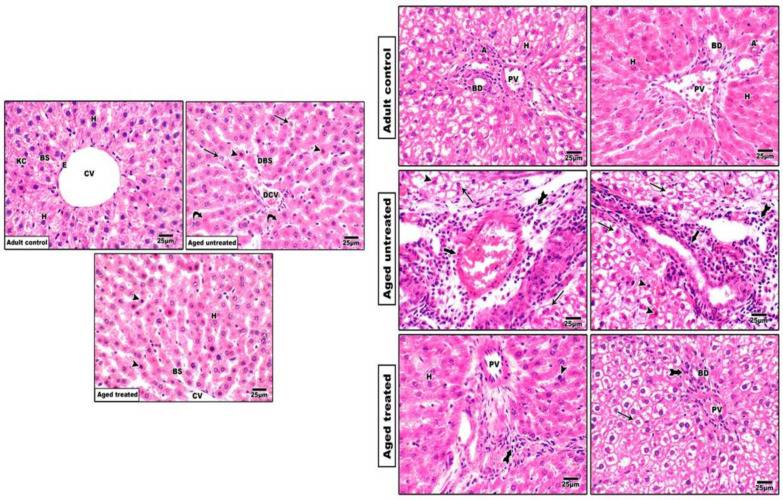 H
KC
BS
E
CV
H
Adult control
25µm
DBS
DCV
Aged untreated
25µm
H
BS
CV
Aged treated
25µm
Adult control
A
H
PV
BD
25µm
BD
A
H
PV
H
25µm
Aged untreated
25µm
25µm
Aged treated
PV
H
25µm
BD
PV
25µm